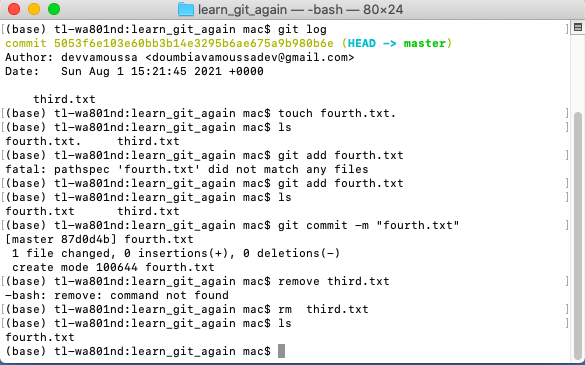 learn_git_again — -bash — 80×24
[(base) tl-wa801nd:learn_git_again mac$ git log
commit 5053f6e103e60bb3b14e3295b6ae675a9b980b6e (HEAD -> master)
Author: devvamoussa <doumbiavamoussadev@gmail.com>
Date:   Sun Aug 1 15:21:45 2021 +0000

    third.txt
[(base) tl-wa801nd:learn_git_again mac$ touch fourth.txt.
[(base) tl-wa801nd:learn_git_again mac$ ls
fourth.txt.     third.txt
[(base) tl-wa801nd:learn_git_again mac$ git add fourth.txt
fatal: pathspec 'fourth.txt' did not match any files
[(base) tl-wa801nd:learn_git_again mac$ git add fourth.txt
[(base) tl-wa801nd:learn_git_again mac$ ls
fourth.txt      third.txt
[(base) tl-wa801nd:learn_git_again mac$ git commit -m "fourth.txt"
[master 87d0d4b] fourth.txt
 1 file changed, 0 insertions(+), 0 deletions(-)
 create mode 100644 fourth.txt
[(base) tl-wa801nd:learn_git_again mac$ remove third.txt
-bash: remove: command not found
[(base) tl-wa801nd:learn_git_again mac$ rm  third.txt
[(base) tl-wa801nd:learn_git_again mac$ ls
fourth.txt
(base) tl-wa801nd:learn_git_again mac$